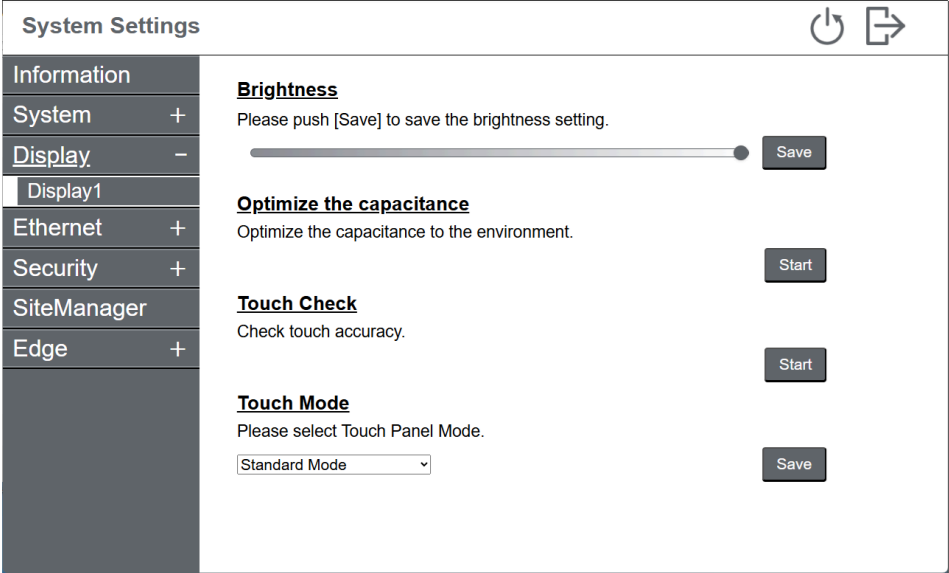 System Settings
Information
System +
Display −
Display1
Ethernet +
Security +
SiteManager
Edge +
Brightness
Please push [Save] to save the brightness setting.
Save
Optimize the capacitance
Optimize the capacitance to the environment.
Start
Touch Check
Check touch accuracy.
Start
Touch Mode
Please select Touch Panel Mode.
Standard Mode
Save